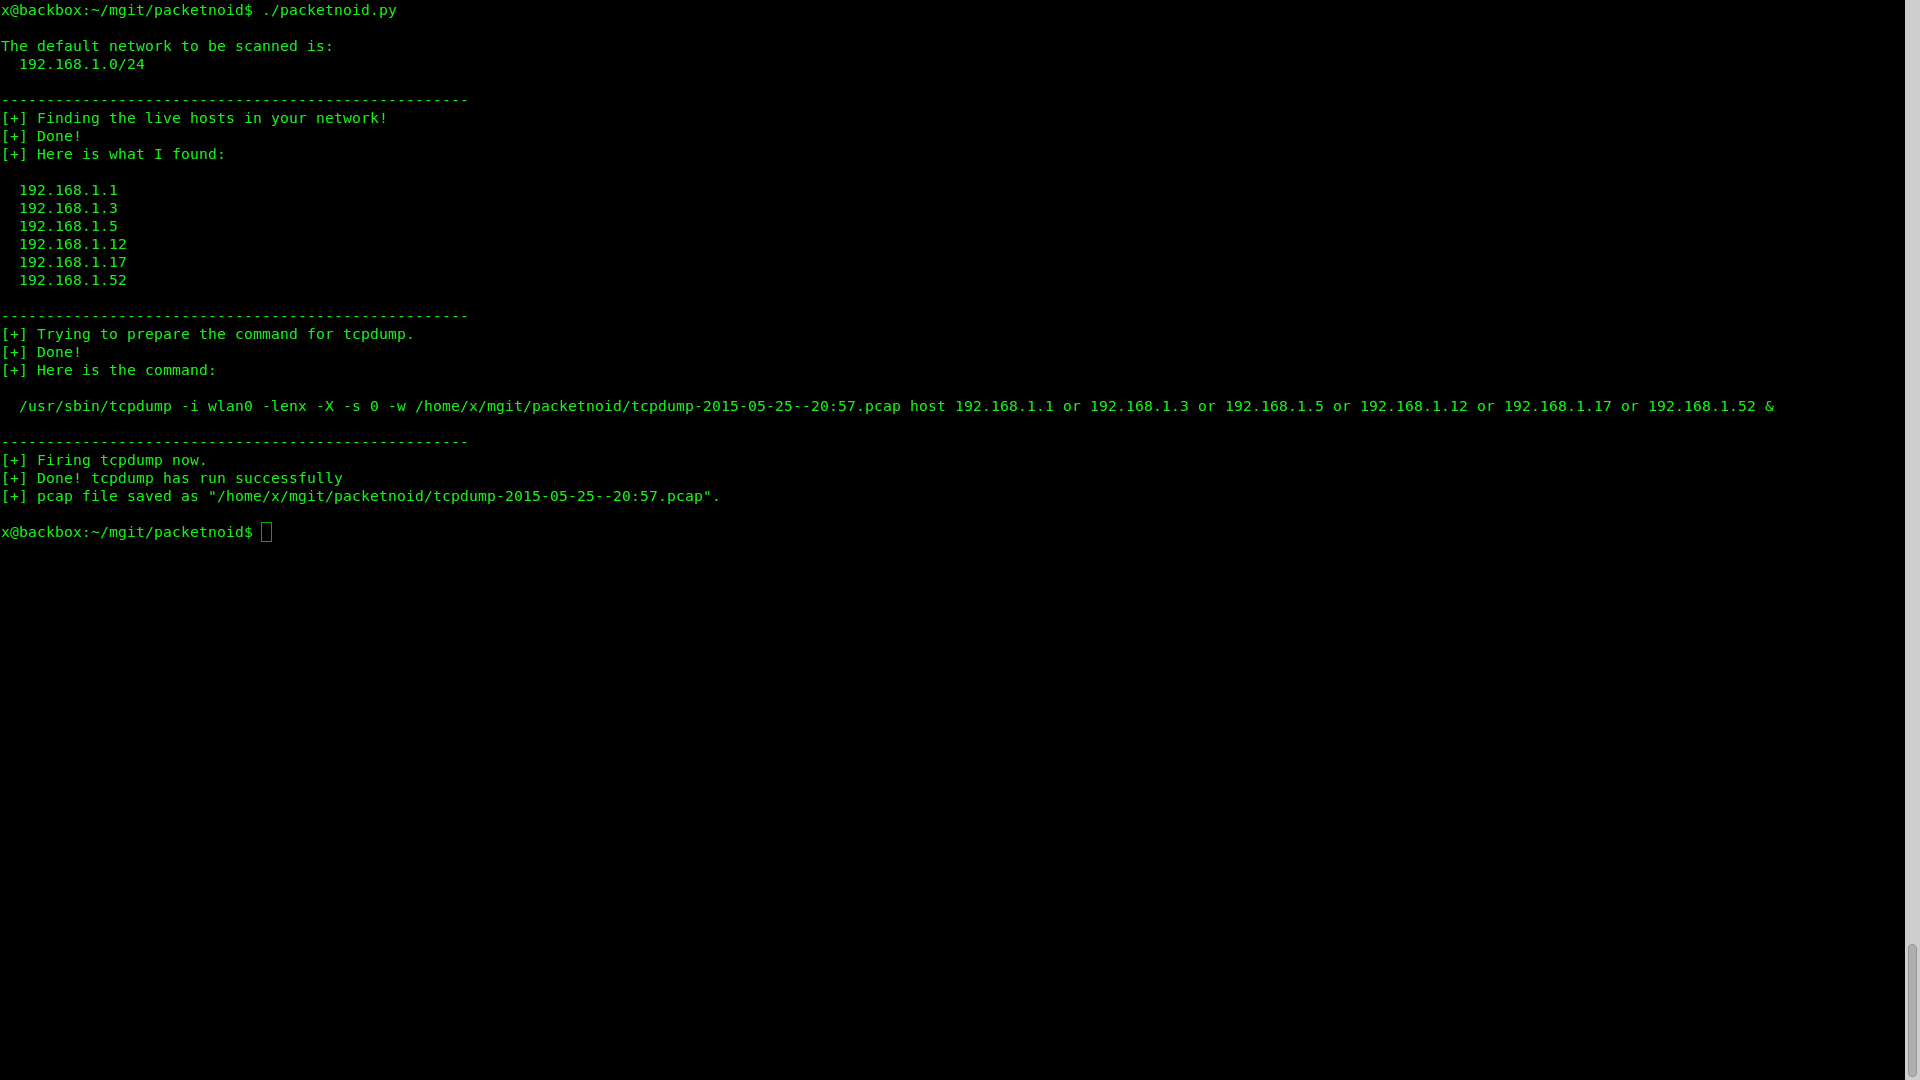 x@backbox:~/mgit/packetnoid$ ./packetnoid.py
The default network to be scanned is:
192.168.1.0/24
----------------------------------------------------
[+] Finding the live hosts in your network!
[+] Done!
[+] Here is what I found:
192.168.1.1
192.168.1.3
192.168.1.5
192.168.1.12
192.168.1.17
192.168.1.52
----------------------------------------------------
[+] Trying to prepare the command for tcpdump.
[+] Done!
[+] Here is the command:
/usr/sbin/tcpdump -i wlan0 -lenx -X -s 0 -w /home/x/mgit/packetnoid/tcpdump-2015-05-25--20:57.pcap host 192.168.1.1 or 192.168.1.3 or 192.168.1.5 or 192.168.1.12 or 192.168.1.17 or 192.168.1.52 &
----------------------------------------------------
[+] Firing tcpdump now.
[+] Done! tcpdump has run successfully
[+] pcap file saved as "/home/x/mgit/packetnoid/tcpdump-2015-05-25--20:57.pcap".
x@backbox:~/mgit/packetnoid$